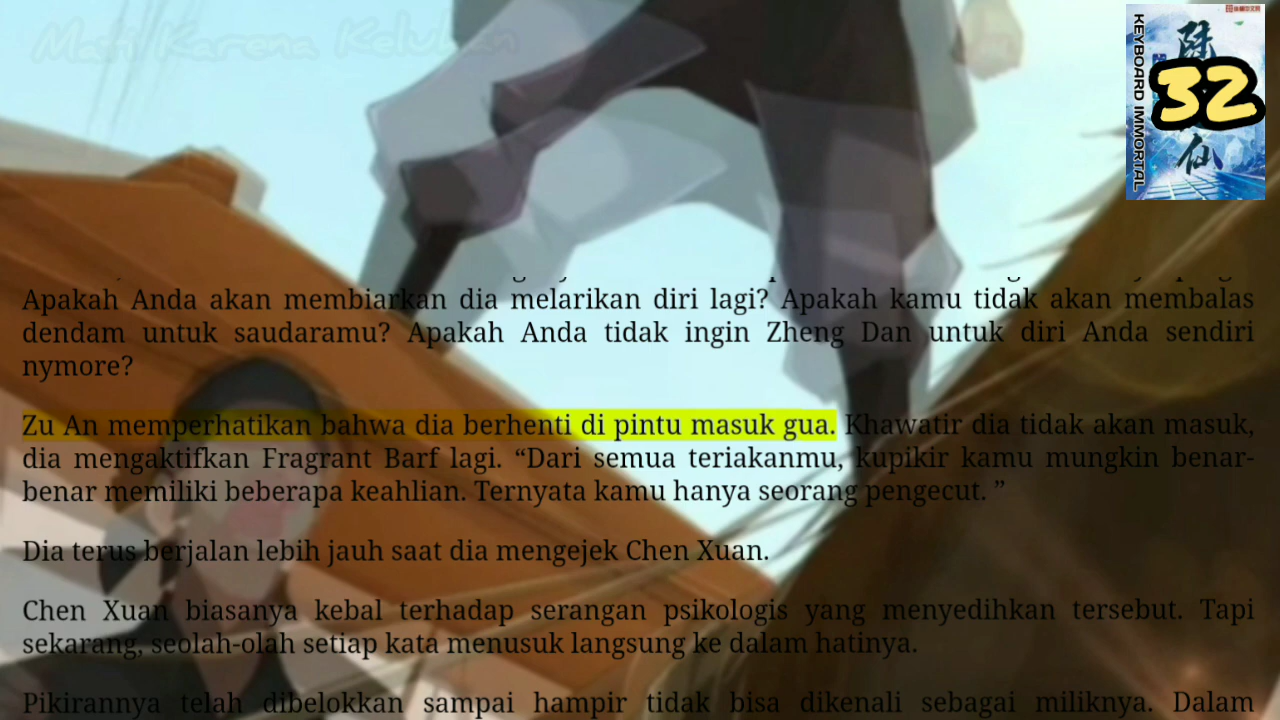 Mati Karena Keluhan
KEYBOARD IMMORTAL
32
仙
Apakah Anda akan membiarkan dia melarikan diri lagi? Apakah kamu tidak akan membalas
dendam untuk saudaramu? Apakah Anda tidak ingin Zheng Dan untuk diri Anda sendiri
nymore?
Zu An memperhatikan bahwa dia berhenti di pintu masuk gua. Khawatir dia tidak akan masuk,
dia mengaktifkan Fragrant Barf lagi. “Dari semua teriakanmu, kupikir kamu mungkin benar-
benar memiliki beberapa keahlian. Ternyata kamu hanya seorang pengecut. ”
Dia terus berjalan lebih jauh saat dia mengejek Chen Xuan.
Chen Xuan biasanya kebal terhadap serangan psikologis yang menyedihkan tersebut. Tapi
sekarang, seolah-olah setiap kata menusuk langsung ke dalam hatinya.
Pikirannya telah dibelokkan sampai hampir tidak bisa dikenali sebagai miliknya. Dalam